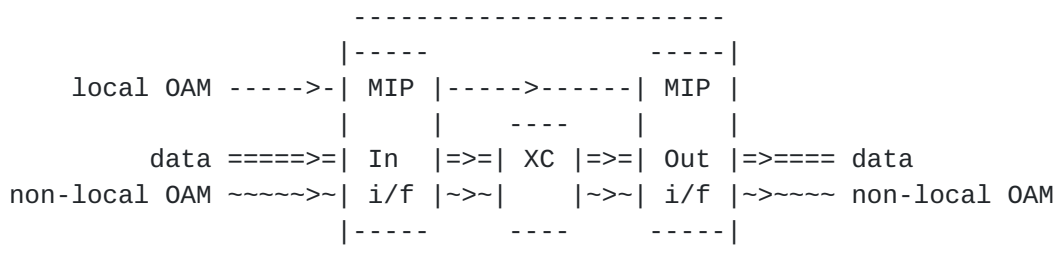 ------------------------
                      |-----              -----|
     local OAM ----->-| MIP |----->------| MIP |
                      |     |    ----    |     |
          data =====>=| In  |=>=| XC |=>=| Out |=>==== data
 non-local OAM ~~~~~>~| i/f |~>~|    |~>~| i/f |~>~~~~ non-local OAM
                      |-----     ----     -----|